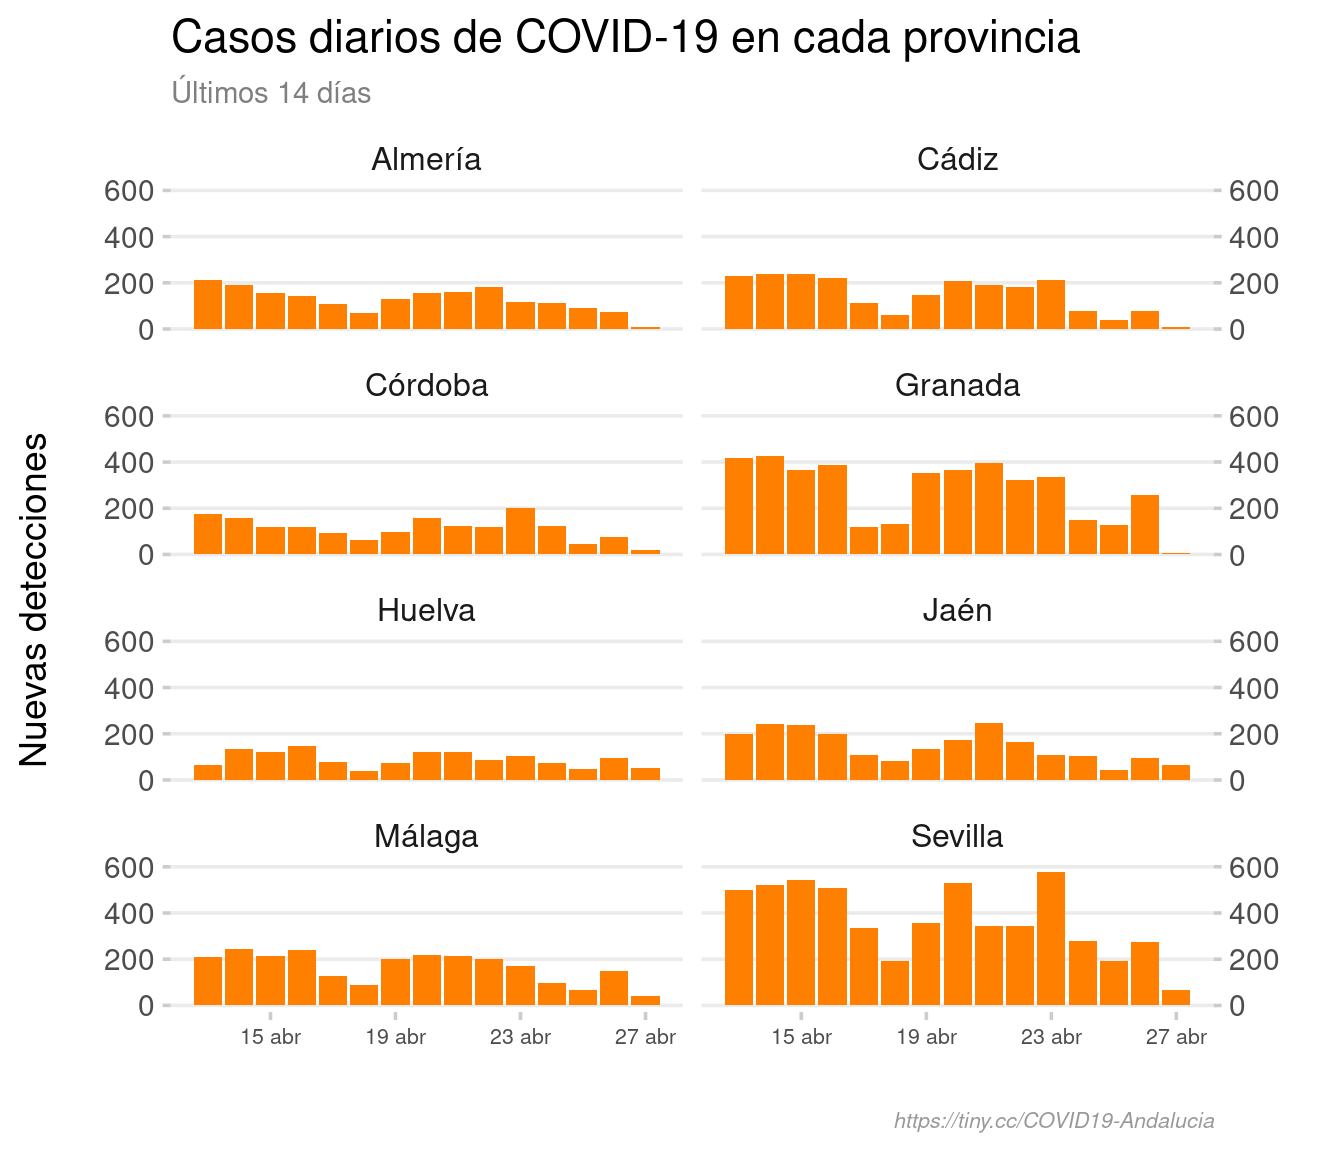 Casos diarios de COVID-19 en cada provincia
Últimos 14 días
Nuevas detecciones
Almería
Cádiz
600
400
200
0
600
400
200
0
Córdoba
Granada
600
400
200
0
600
400
200
0
Huelva
Jaén
600
400
200
0
600
400
200
0
Málaga
Sevilla
600
400
200
0
600
400
200
0
15 abr 19 abr 23 abr 27 abr
15 abr 19 abr 23 abr 27 abr
https://tiny.cc/COVID19-Andalucia